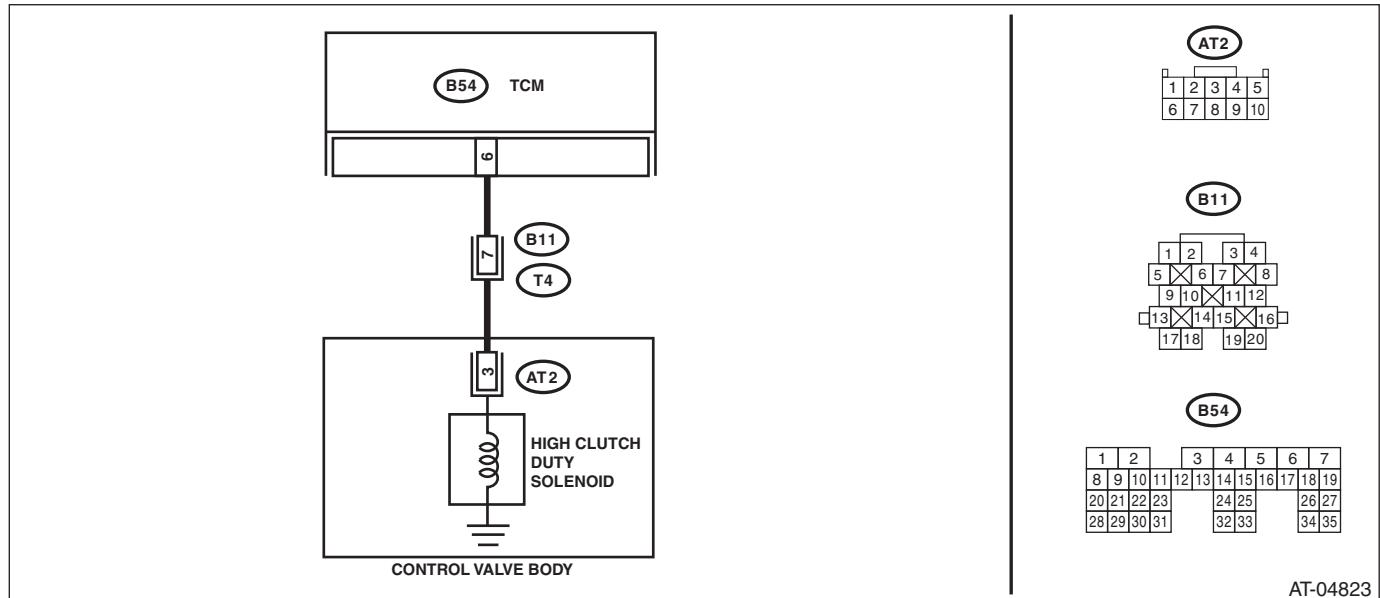 B54 TCM
6
7
B11
T4
3
AT2
HIGH CLUTCH
DUTY
SOLENOID
CONTROL VALVE BODY
AT2
1 2 3 4 5
6 7 8 9 10
B11
1 2 3 4
5 6 7 8
9 10 11 12
13 14 15 16
17 18 19 20
B54
1 2 3 4 5 6 7
8 9 10 11 12 13 14 15 16 17 18 19
20 21 22 23 24 25 26 27
28 29 30 31 32 33 34 35
AT-04823